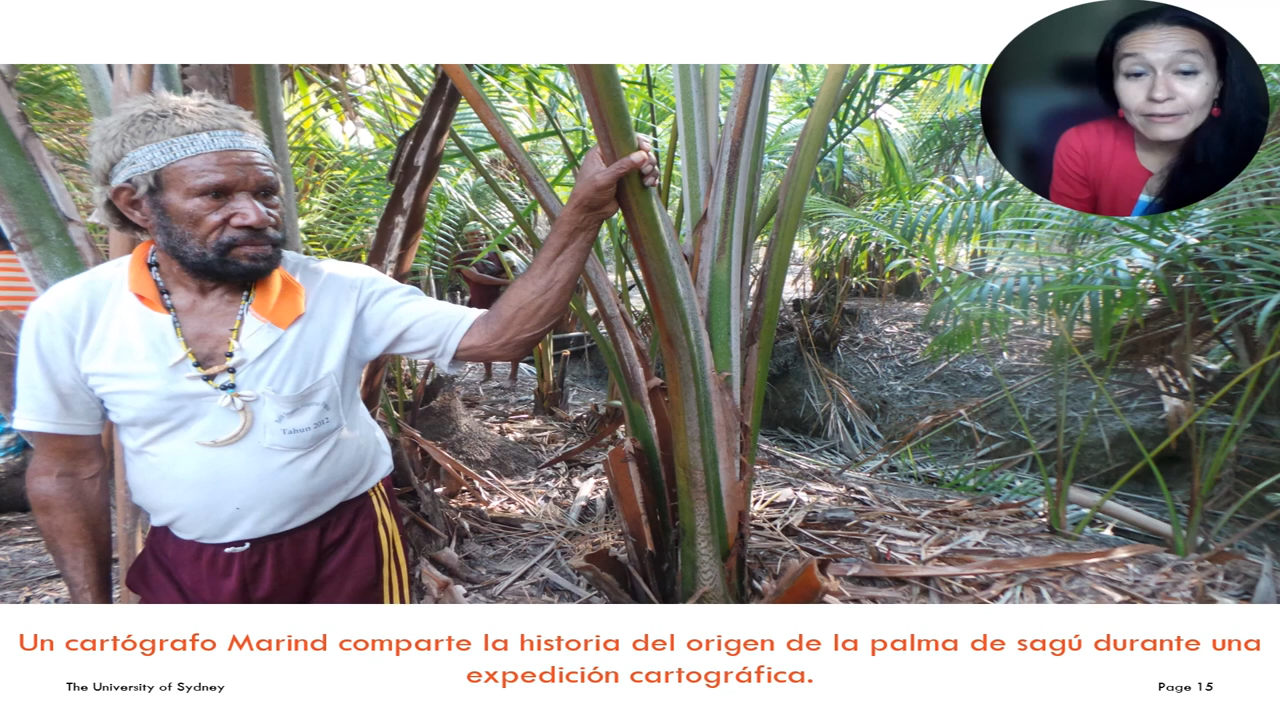 Tahun 2012
Un cartógrafo Marind comparte la historia del origen de la palma de sagú durante una
expedición cartográfica.
The University of Sydney
Page 15